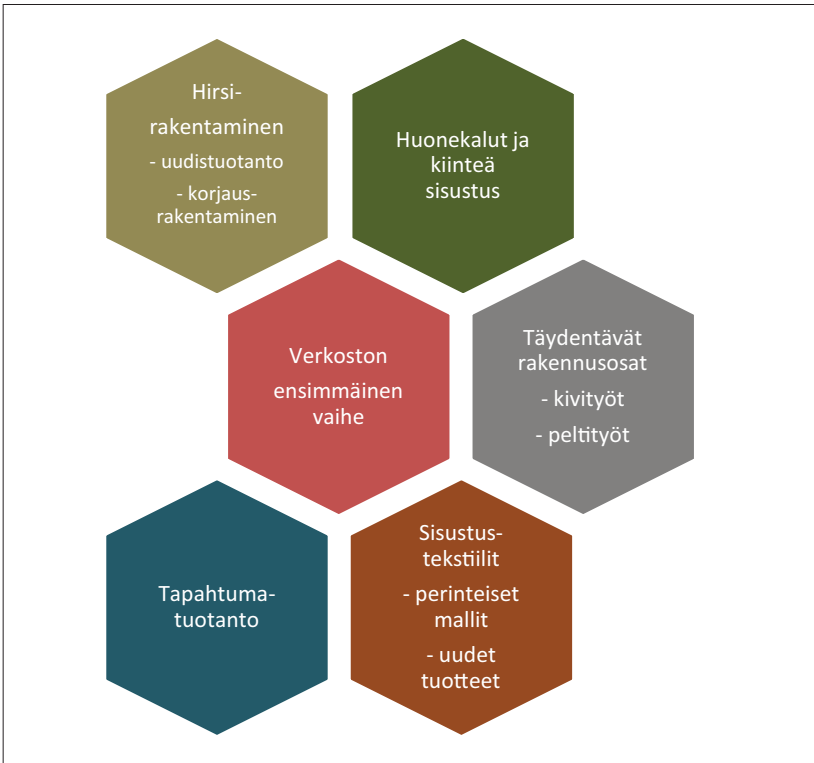 Hirsi-
rakentaminen
- uudistuotanto
- korjaus-
rakentaminen
Huonekalut ja
kiinteä
sisustus
Verkoston
ensimmäinen
vaihe
Täydentävät
rakennusosat
- kivityöt
- peltityöt
Tapahtuma-
tuotanto
Sisustus-
tekstiilit
- perinteiset
mallit
- uudet
tuotteet